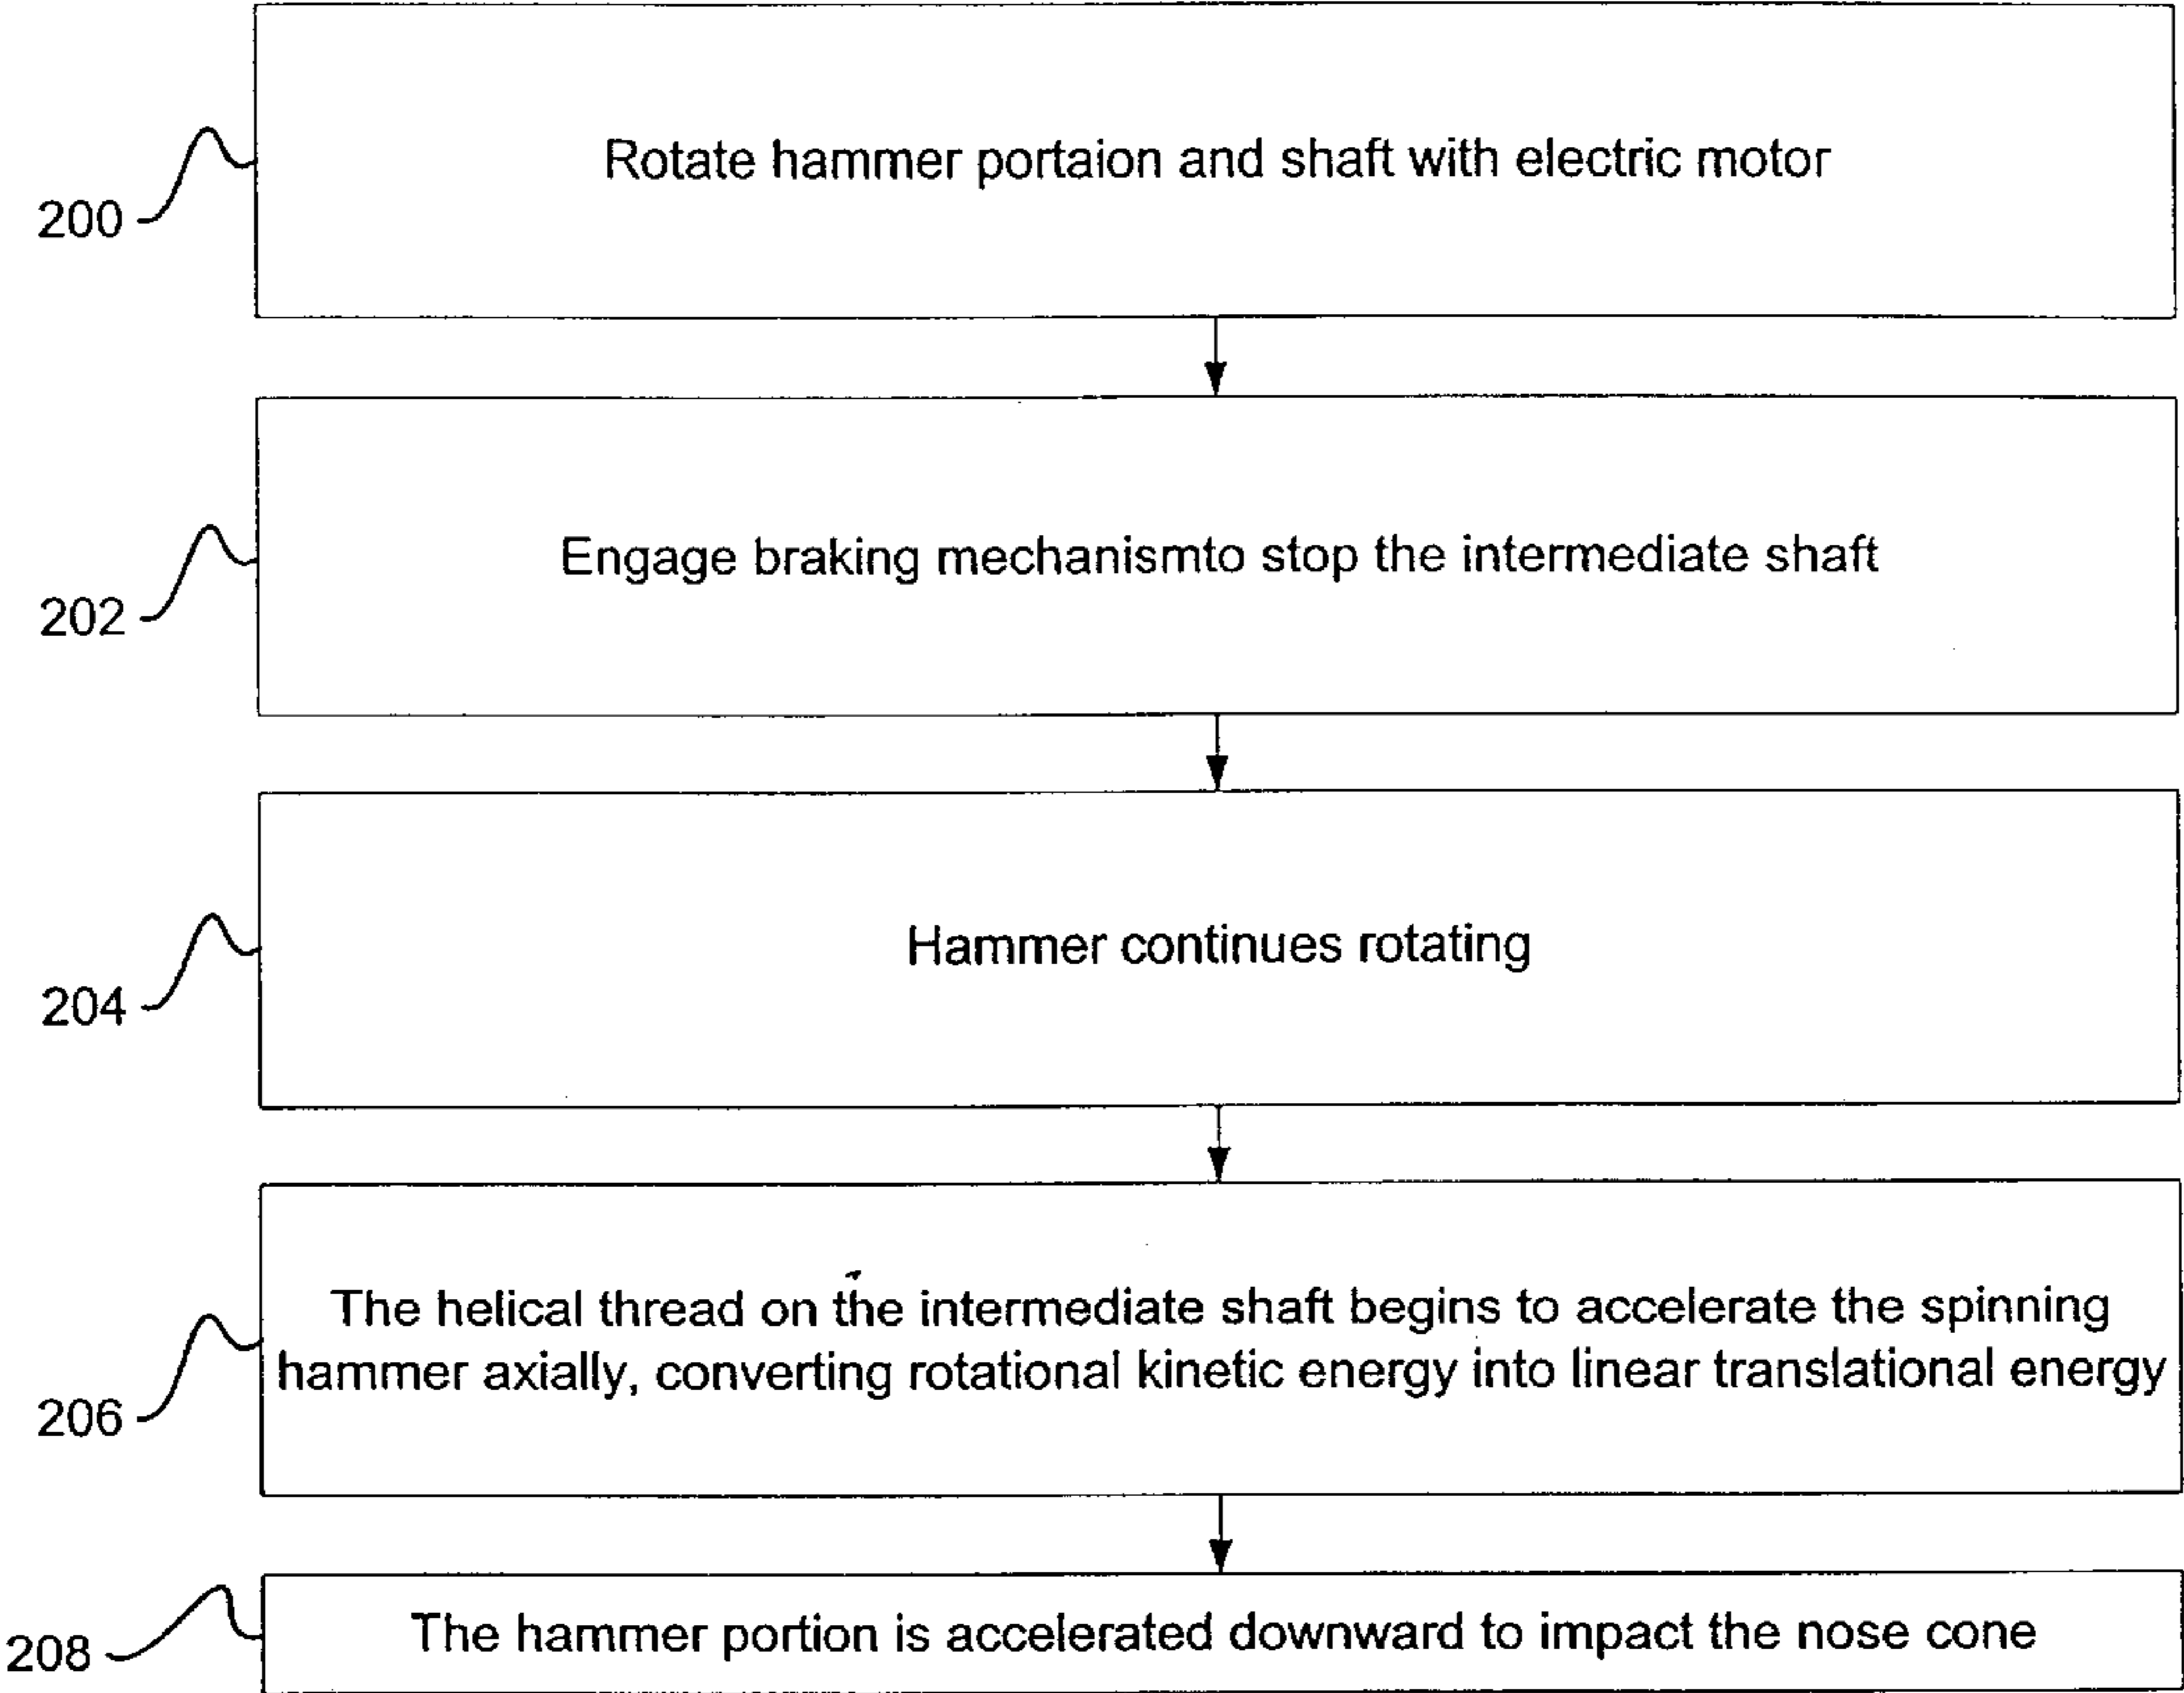 Rotate hammer portaion and shaft with electric motor
200
Engage braking mechanismto stop the intermediate shaft
202
Hammer continues rotating
204
The helical thread on the intermediate shaft begins to accelerate the spinning
hammer axially, converting rotational kinetic energy into linear translational energy
206
The hammer portion is accelerated downward to impact the nose cone
208